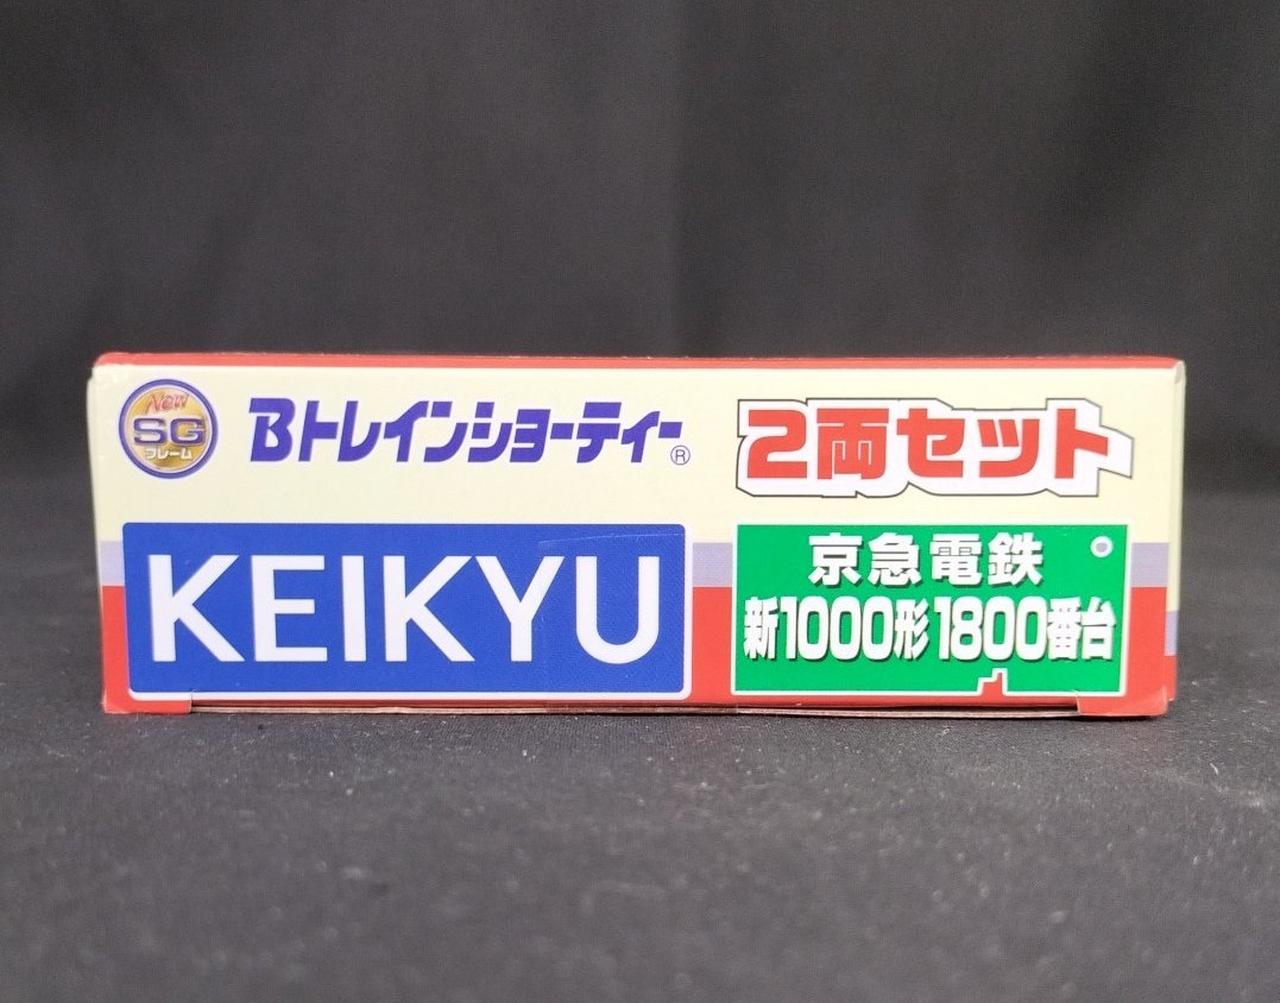 New
SG
フレーム
Bトレインショーティー®
2両セット
KEIKYU
京急電鉄
新1000形1800番台